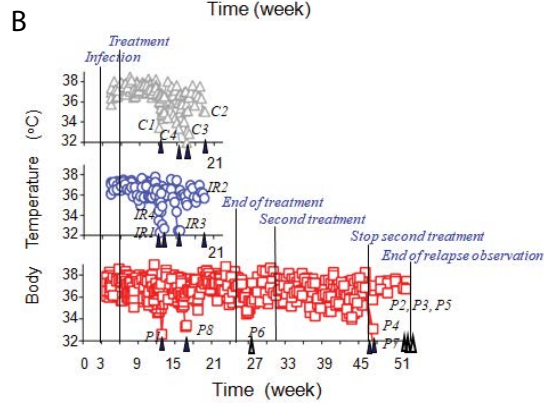 Time (week)
B
Treatment
Infection
38
36
34
32
C1
C4
C3
C2
21
38
36
34
32
IR4
IR1
IR3
IR2
21
End of treatment
Second treatment
Stop second treatment
End of relapse observation
38
36
34
32
P1
P8
P6
P2, P3, P5
P4
P7
0 3 9 15 21 27 33 39 45 51
Time (week)
Body Temperature (ºC)